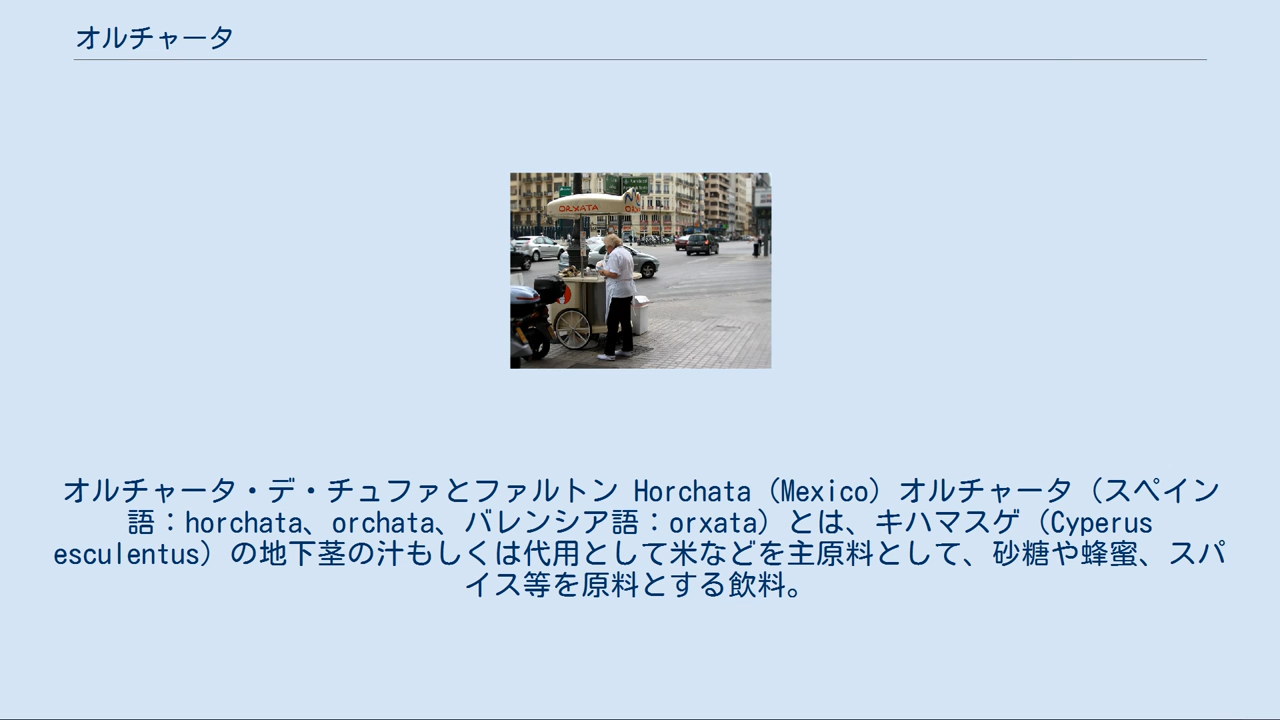 オルチャータ
ORXATA
オルチャータ・デ・チュファとファルトン Horchata（Mexico）オルチャータ（スペイン
語：horchata、orchata、バレンシア語：orxata）とは、キハマスゲ（Cyperus
esculentus）の地下茎の汁もしくは代用として米などを主原料として、砂糖や蜂蜜、スパ
イス等を原料とする飲料。